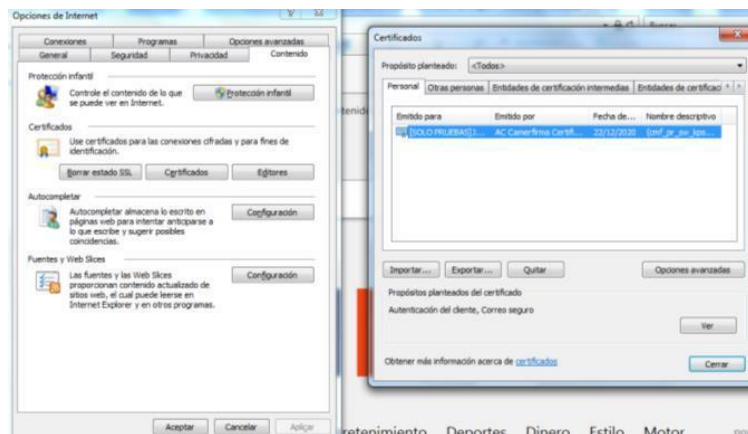 Opciones de Internet
Conexiones Programas Opciones avanzadas
General Seguridad Privacidad Contenido
Protección infantil
Controle el contenido de lo que
se puede ver en Internet.
Protección infantil
Certificados
Use certificados para las conexiones cifradas y para fines de
identificación.
Borrar estado SSL Certificados Editores
Autocompletar
Autocompletar almacena lo escrito en
páginas web para intentar anticiparse a
lo que escribe y sugerir posibles
coincidencias.
Configuración
Fuentes y Web Slices
Las fuentes y las Web Slices
proporcionan contenido actualizado de
sitios web, el cual puede leerse en
Internet Explorer y en otros programas.
Configuración
Aceptar Cancelar Aplicar
Certificados
Propósito planteado: <Todos>
Personal Otras personas Entidades de certificación intermedias Entidades de certificac
Emitido para Emitido por Fecha de... Nombre descriptivo
[SOLO PRUEBAS]J... AC Camerfirma Certifi... 22/12/2020 (cmf_pr_sw_kps...
Importar... Exportar... Quitar Opciones avanzadas
Propósitos planteados del certificado
Autenticación del cliente, Correo seguro
Ver
Obtener más información acerca de certificados
Cerrar
retenimiento Deportes Dinero Estilo Motor